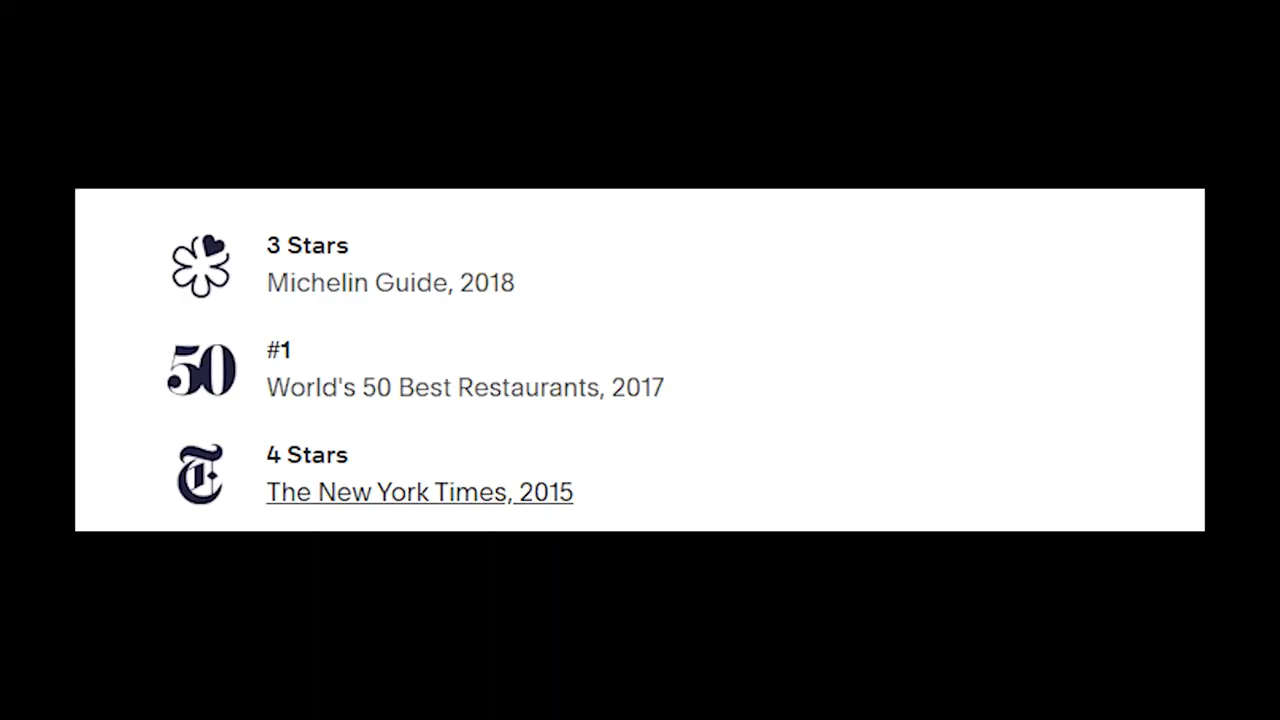 3 Stars
Michelin Guide, 2018
50
#1
World's 50 Best Restaurants, 2017
T
4 Stars
The New York Times, 2015